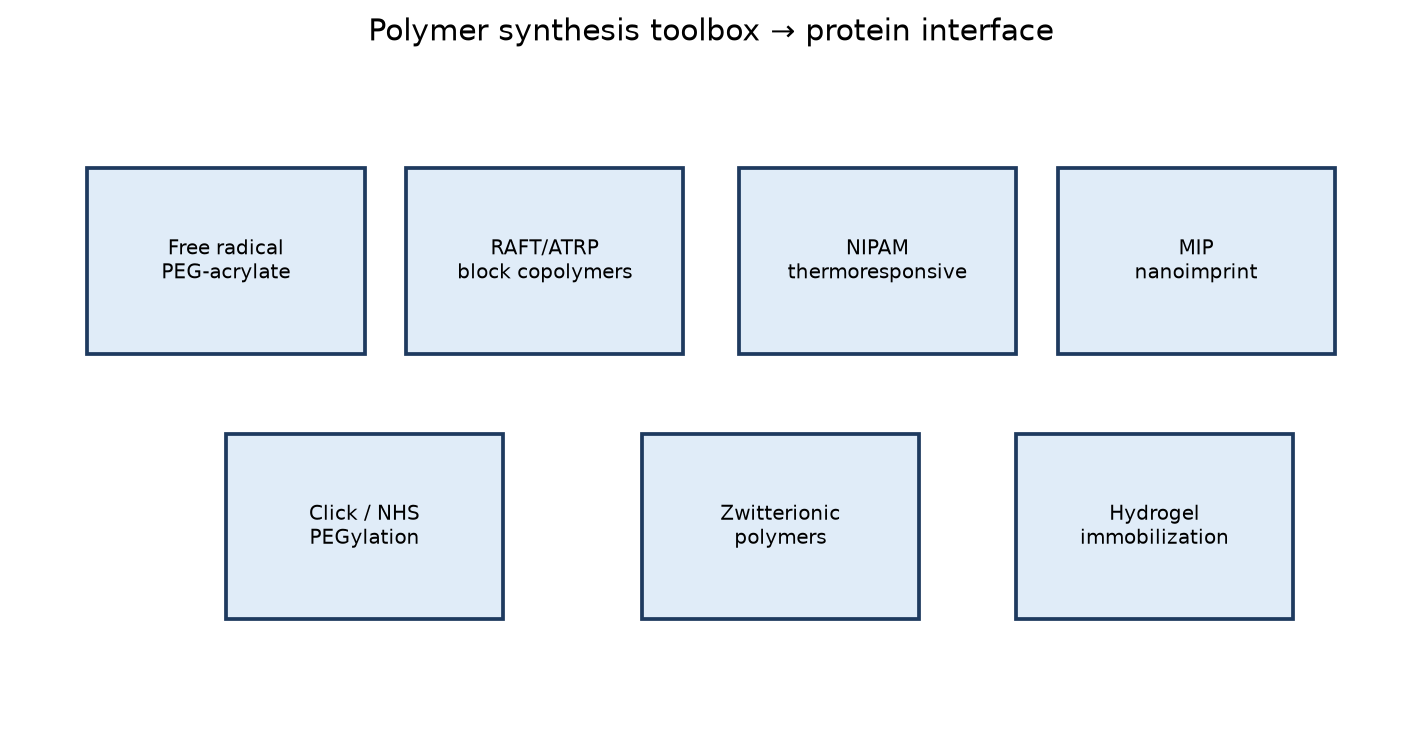 Polymer synthesis toolbox → protein interface
Free radical
PEG-acrylate
RAFT/ATRP
block copolymers
NIPAM
thermoresponsive
MIP
nanoimprint
Click / NHS
PEGylation
Zwitterionic
polymers
Hydrogel
immobilization